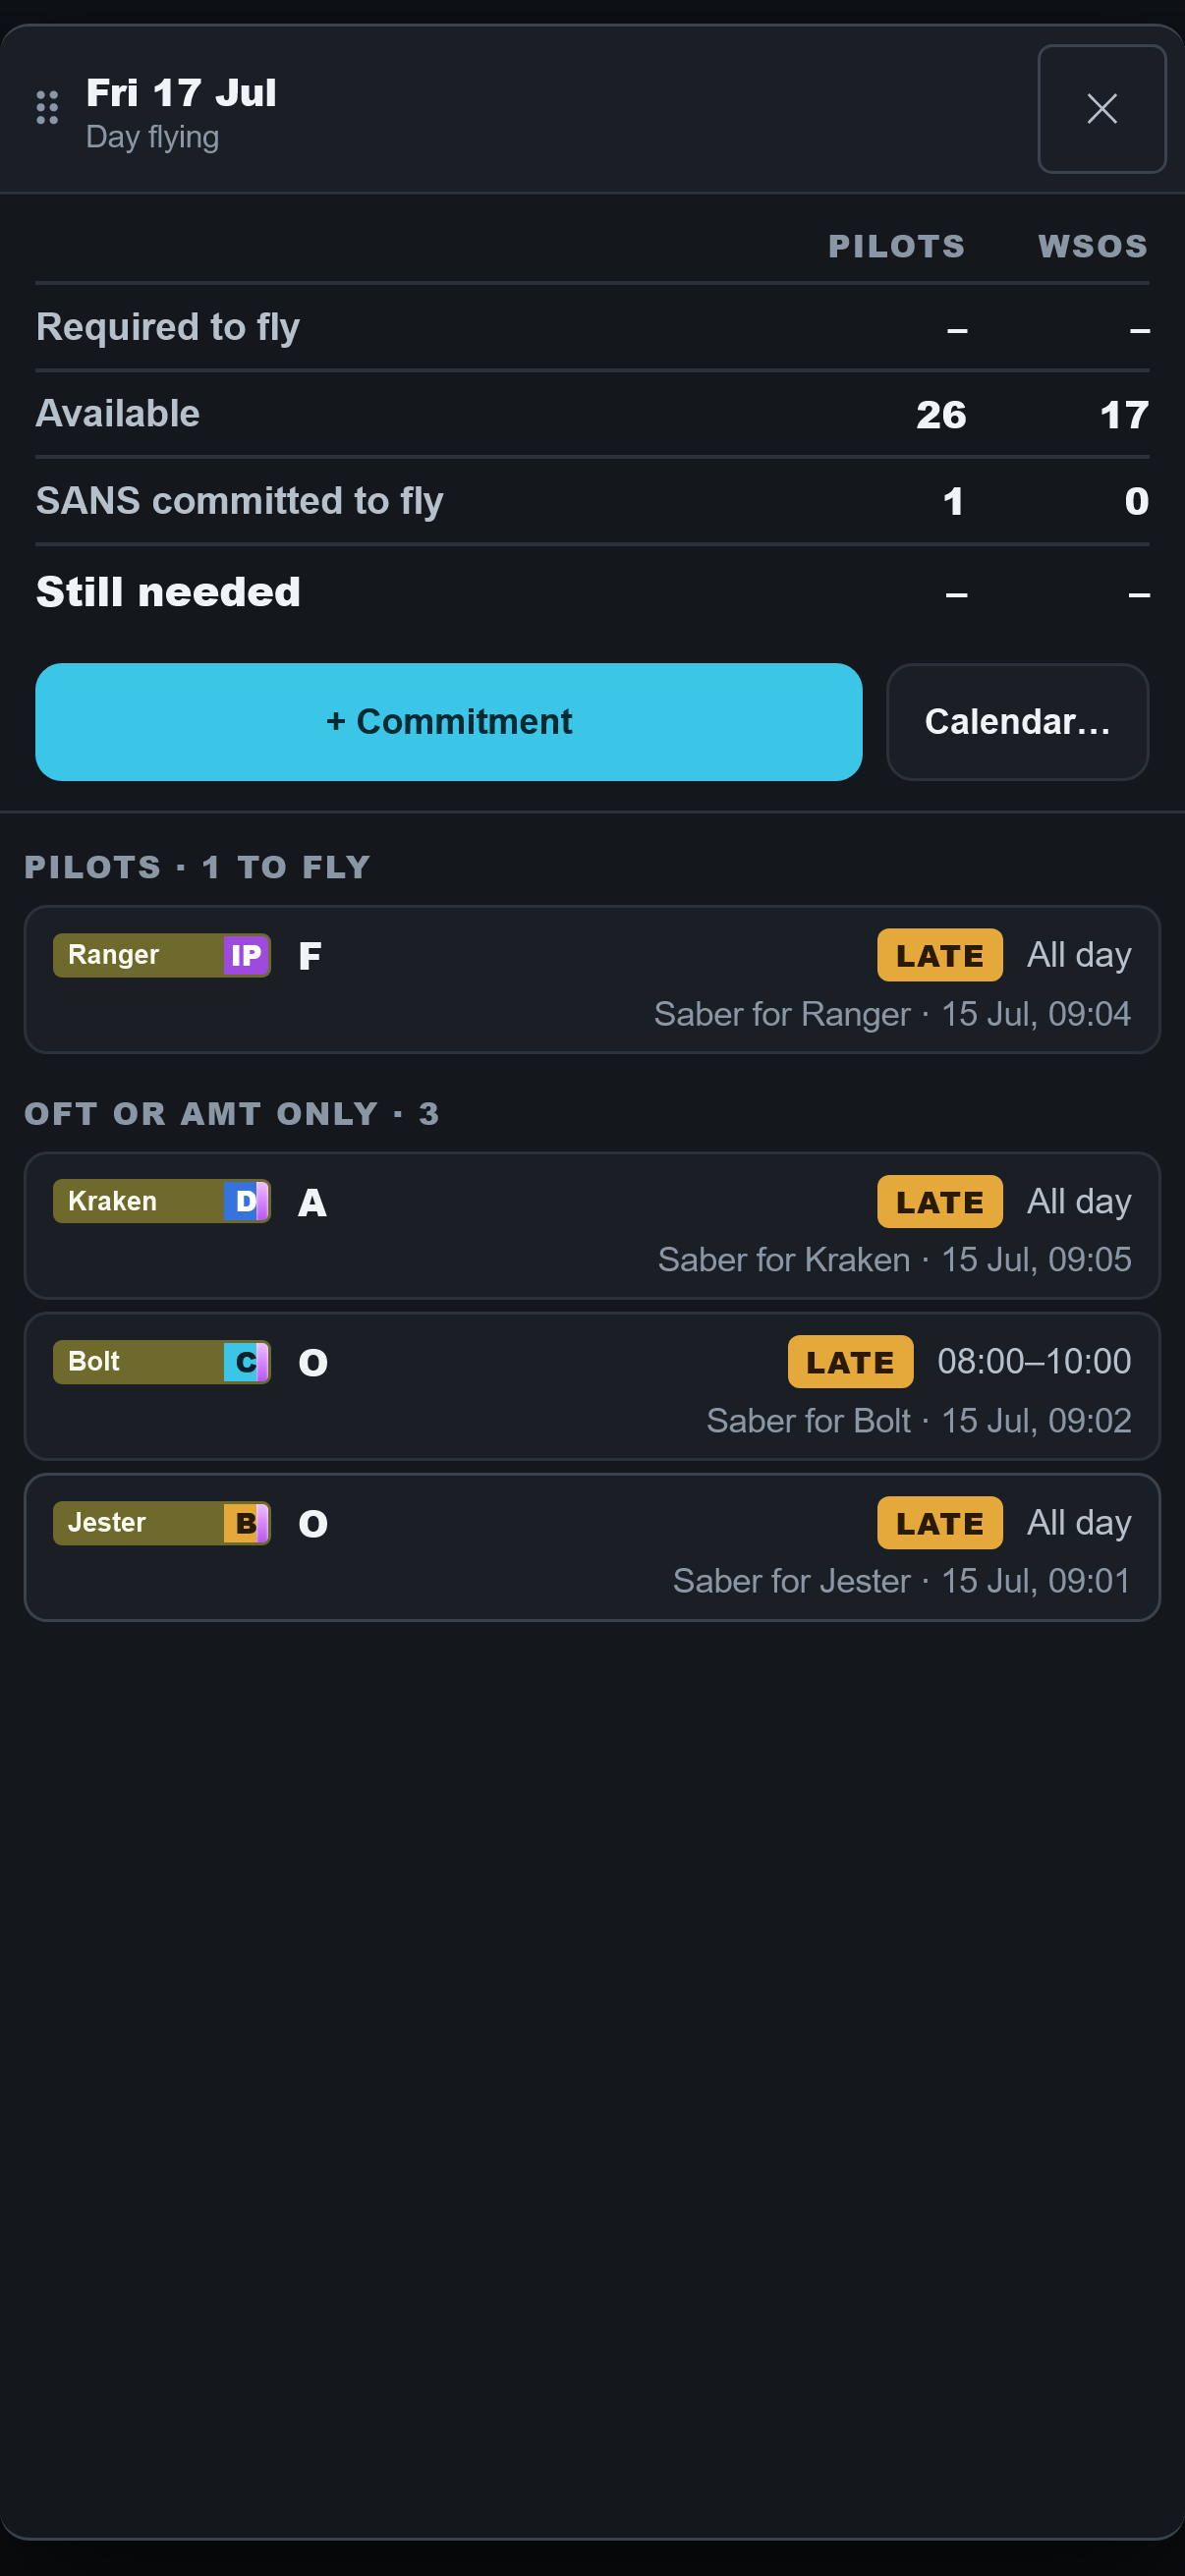 Fri 17 Jul
Day flying
PILOTS WSOS
Required to fly – –
Available 26 17
SANS committed to fly 1 0
Still needed – –
+ Commitment Calendar...
PILOTS · 1 TO FLY
Ranger IP F LATE All day
Saber for Ranger · 15 Jul, 09:04
OFT OR AMT ONLY · 3
Kraken D A LATE All day
Saber for Kraken · 15 Jul, 09:05
Bolt C O LATE 08:00–10:00
Saber for Bolt · 15 Jul, 09:02
Jester B O LATE All day
Saber for Jester · 15 Jul, 09:01